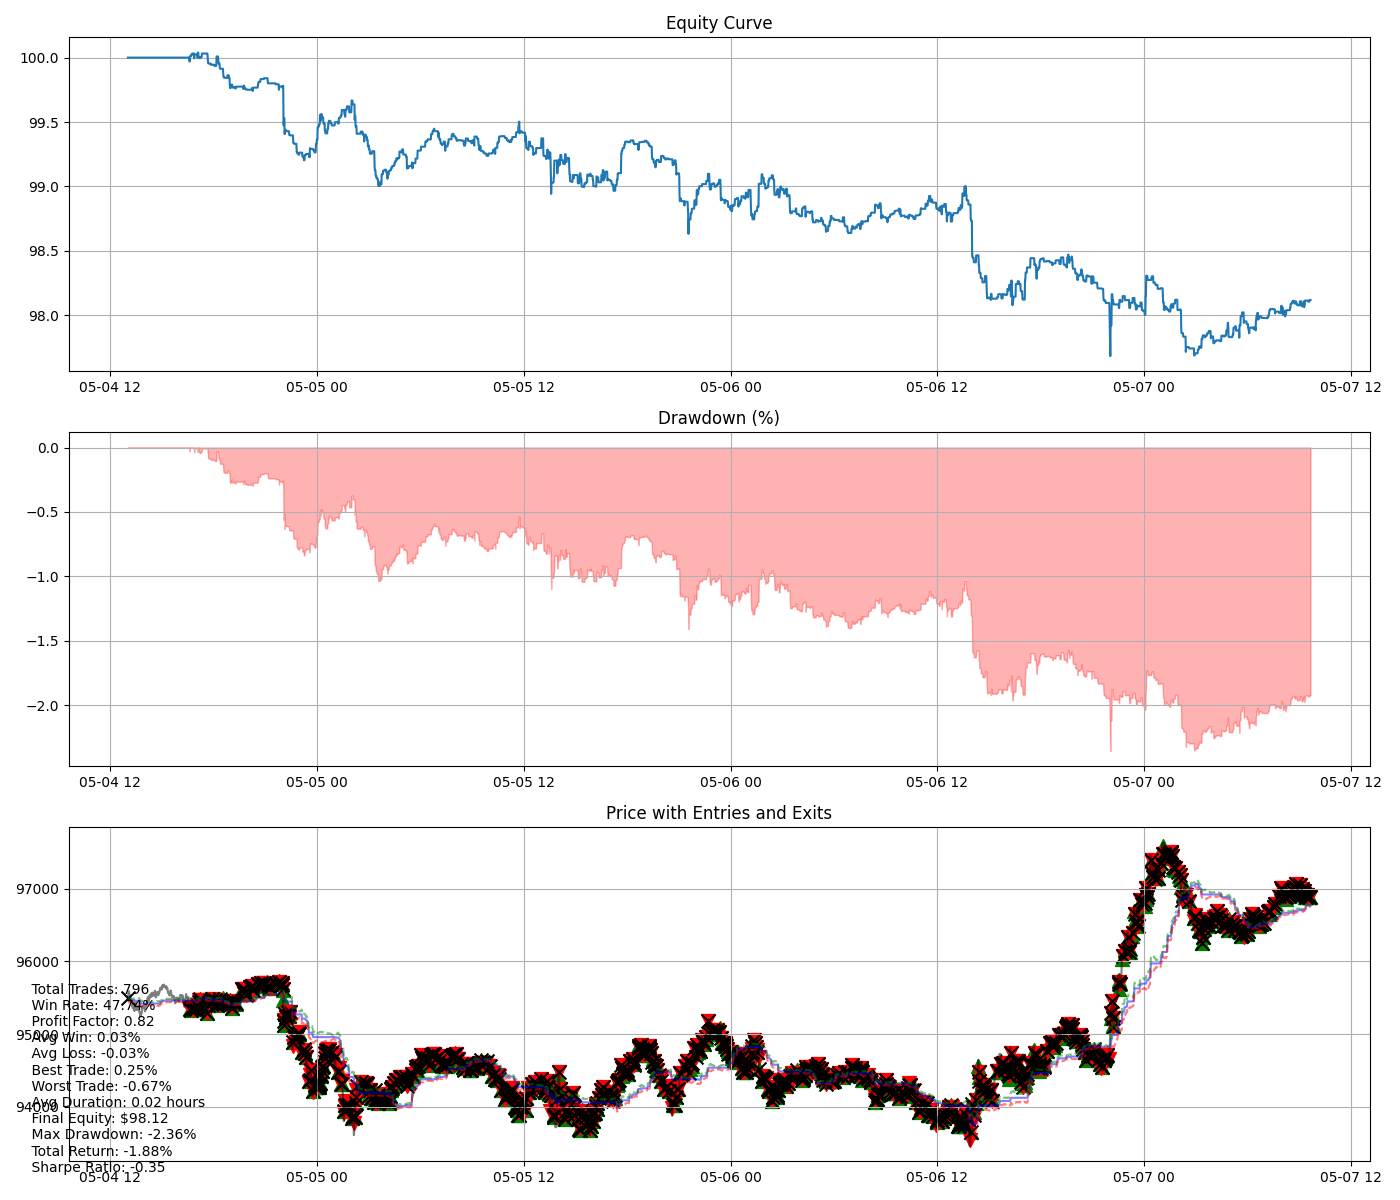 Equity Curve
100.0
99.5
99.0
98.5
98.0
05-04 12 05-05 00 05-05 12 05-06 00 05-06 12 05-07 00 05-07 12
Drawdown (%)
0.0
−0.5
−1.0
−1.5
−2.0
05-04 12 05-05 00 05-05 12 05-06 00 05-06 12 05-07 00 05-07 12
Price with Entries and Exits
97000
96000
95000
94000
Total Trades: 796
Win Rate: 47.74%
Profit Factor: 0.82
Avg Win: 0.03%
Avg Loss: -0.03%
Best Trade: 0.25%
Worst Trade: -0.67%
Avg Duration: 0.02 hours
Final Equity: $98.12
Max Drawdown: -2.36%
Total Return: -1.88%
Sharpe Ratio: -0.35
05-04 12 05-05 00 05-05 12 05-06 00 05-06 12 05-07 00 05-07 12